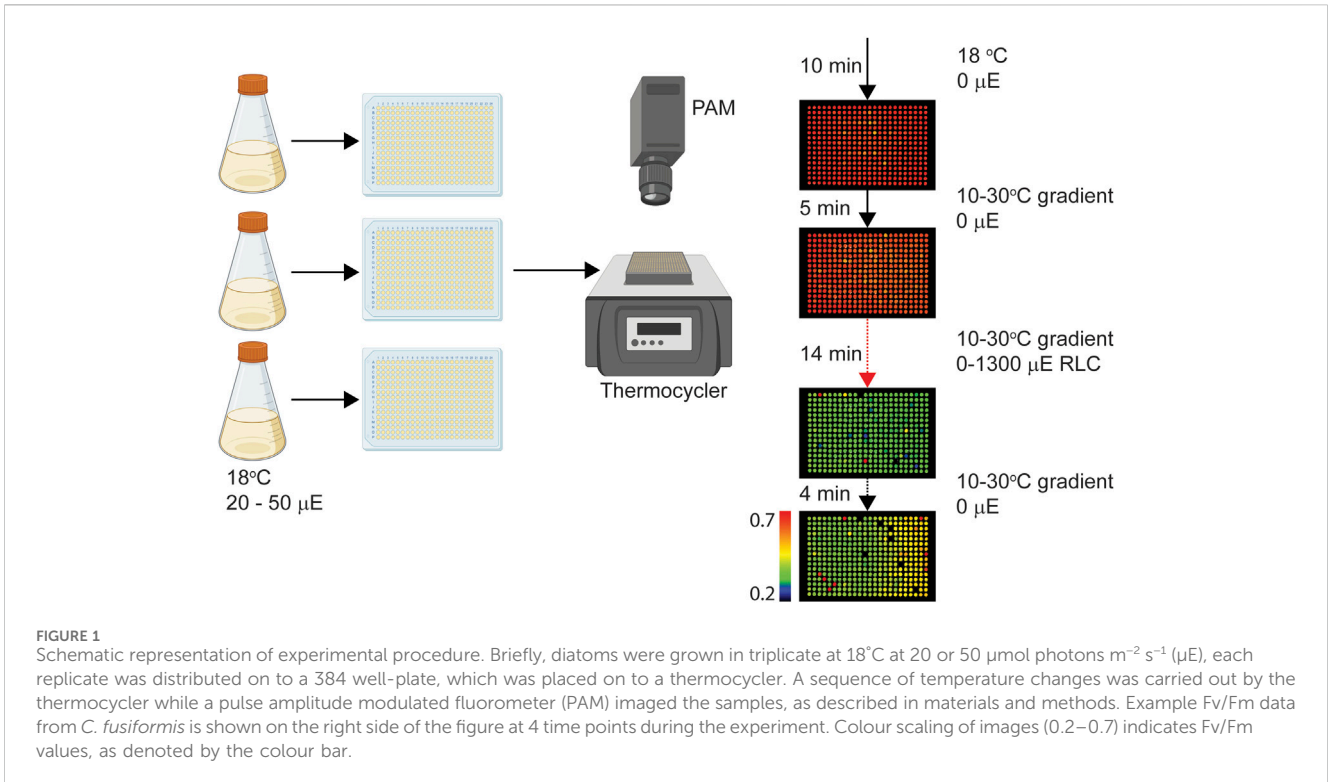 10 min
18 °C
0 µE
PAM
5 min
10-30°C gradient
0 µE
14 min
10-30°C gradient
0-1300 µE RLC
Thermocycler
18°C
20 - 50 µE
4 min
10-30°C gradient
0 µE
0.7
0.2
FIGURE 1
Schematic representation of experimental procedure. Briefly, diatoms were grown in triplicate at 18°C at 20 or 50 µmol photons m⁻² s⁻¹ (µE), each
replicate was distributed on to a 384 well-plate, which was placed on to a thermocycler. A sequence of temperature changes was carried out by the
thermocycler while a pulse amplitude modulated fluorometer (PAM) imaged the samples, as described in materials and methods. Example Fv/Fm data
from C. fusiformis is shown on the right side of the figure at 4 time points during the experiment. Colour scaling of images (0.2–0.7) indicates Fv/Fm
values, as denoted by the colour bar.